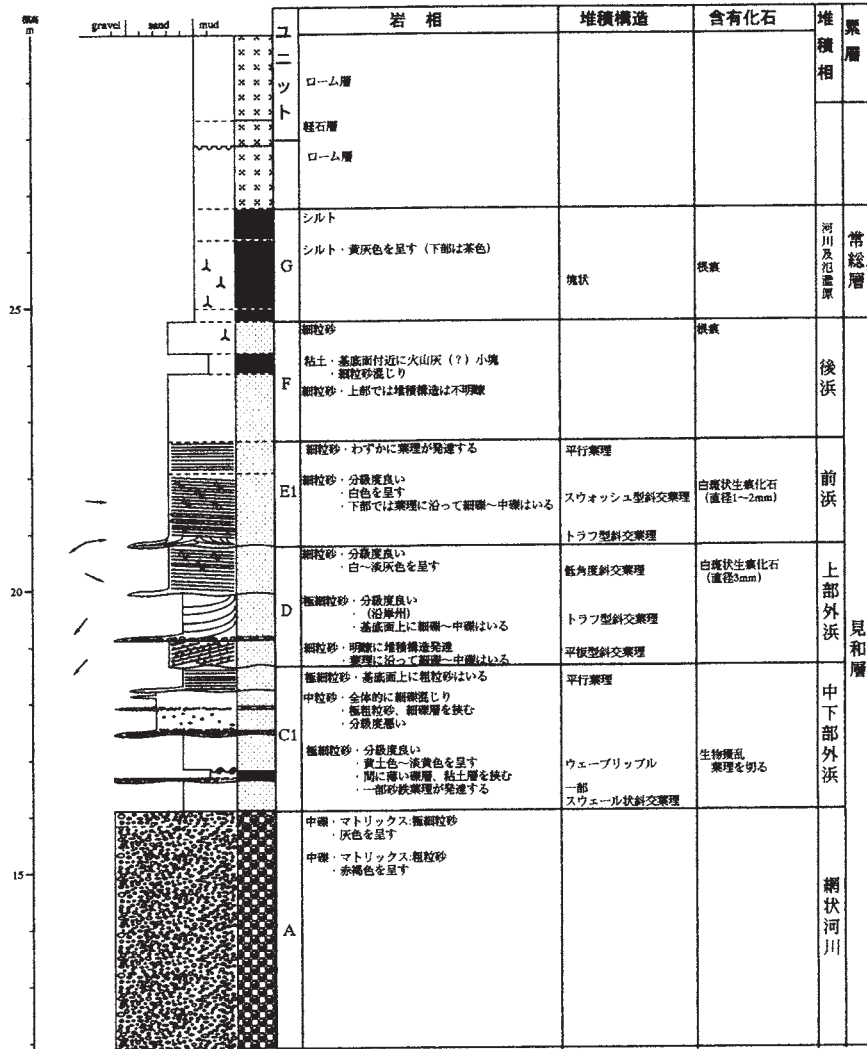 標高
m
gravel sand mud
ユニット
岩相
堆積構造
含有化石
堆積相
累層
ローム層
軽石層
ローム層
シルト
シルト・黄灰色を呈す（下部は茶色）
G
塊状
根痕
河川及氾濫原
常総層
25
細粒砂
根痕
粘土・基底面付近に火山灰（？）小塊
・細粒砂混じり
F
細粒砂・上部では堆積構造は不明瞭
後浜
細粒砂・わずかに葉理が発達する
平行葉理
E1
細粒砂・分級度良い
・白色を呈す
・下部では葉理に沿って細礫～中礫はいる
スウォッシュ型斜交葉理
トラフ型斜交葉理
白斑状生痕化石
（直径1～2mm）
前浜
細粒砂・分級度良い
・白～淡灰色を呈す
低角度斜交葉理
白斑状生痕化石
（直径3mm）
20
D
極細粒砂・分級度良い
・（沿岸州）
・基底面上に細礫～中礫はいる
トラフ型斜交葉理
細粒砂・明瞭に堆積構造発達
・葉理に沿って細礫～中礫はいる
平板型斜交葉理
上部外浜
見和層
極細粒砂・基底面上に粗粒砂はいる
平行葉理
中粒砂・全体的に細礫混じり
・極粗粒砂、細礫層を挟む
・分級度悪い
C1
極細粒砂・分級度良い
・黄土色～淡黄色を呈す
・間に薄い礫層、粘土層を挟む
・一部砂鉄葉理が発達する
ウェーブリップル
一部
スウェール状斜交葉理
生物擾乱
葉理を切る
中下部外浜
中礫・マトリックス:極細粒砂
・灰色を呈す
中礫・マトリックス:粗粒砂
・赤褐色を呈す
15
A
網状河川